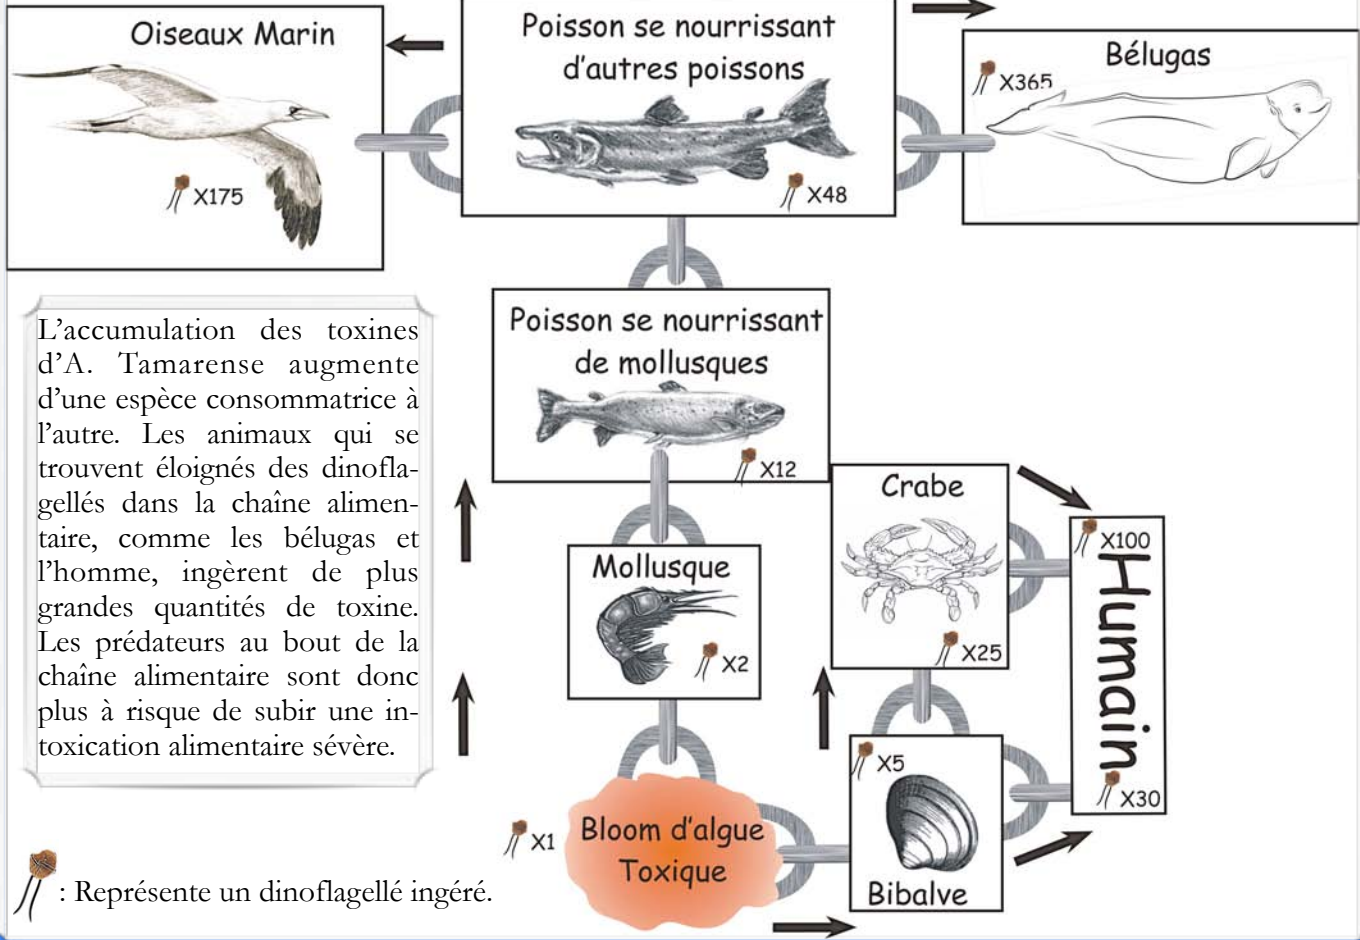 Oiseaux Marin
X175
Poisson se nourrissant
d'autres poissons
X48
Bélugas
X365
L'accumulation des toxines
d'A. Tamarense augmente
d'une espèce consommatrice à
l'autre. Les animaux qui se
trouvent éloignés des dinofla-
gellés dans la chaîne alimen-
taire, comme les bélugas et
l'homme, ingèrent de plus
grandes quantités de toxine.
Les prédateurs au bout de la
chaîne alimentaire sont donc
plus à risque de subir une in-
toxication alimentaire sévère.
Poisson se nourrissant
de mollusques
X12
Mollusque
X2
Crabe
X25
X100
Humain
X30
X5
Bibalve
X1
Bloom d'algue
Toxique
: Représente un dinoflagellé ingéré.